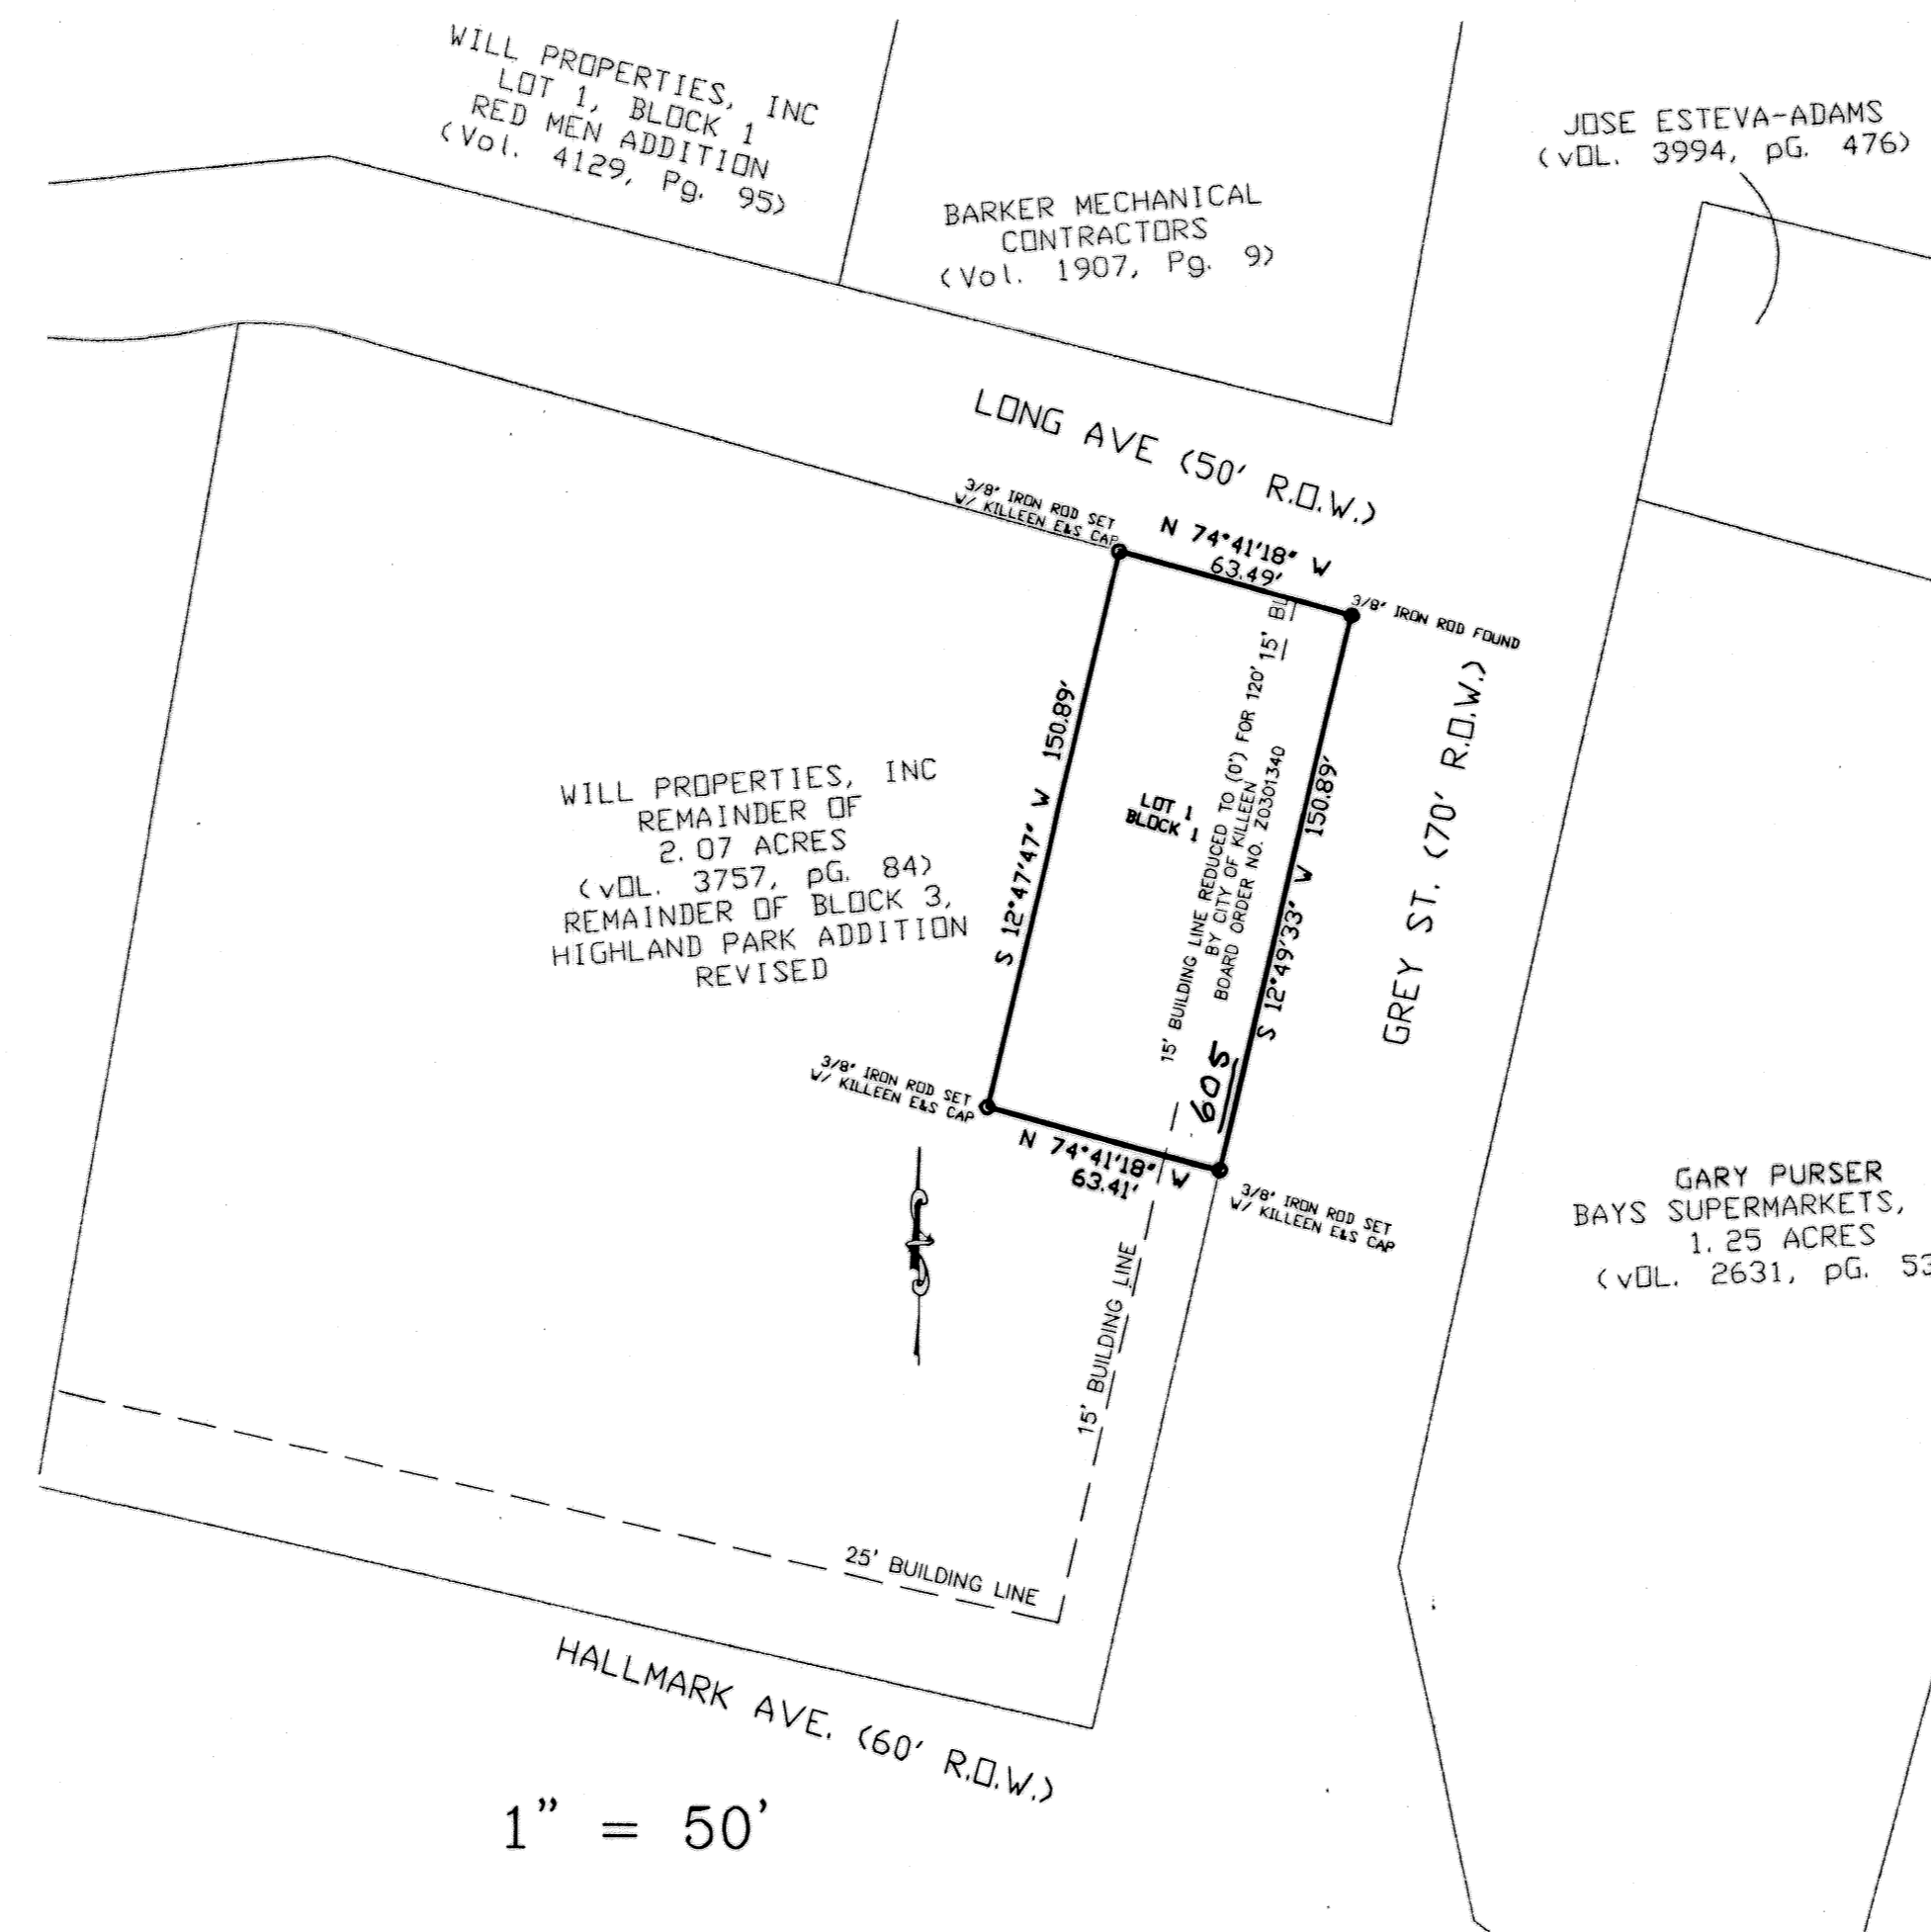 WILL PROPERTIES, INC
LOT 1, BLOCK 1
RED MEN ADDITION
(Vol. 4129, Pg. 95)
BARKER MECHANICAL
CONTRACTORS
(Vol. 1907, Pg. 9)
JOSE ESTEVA-ADAMS
(vOL. 3994, pG. 476)
LONG AVE (50' R.O.W.)
3/8" IRON ROD SET
W/ KILLEEN E&S CAP
N 74°41'18" W
63.49'
3/8" IRON ROD FOUND
15' BL
15' BUILDING LINE REDUCED TO (0') FOR 120'
BY CITY OF KILLEEN
BOARD ORDER NO. Z0301340
S 12°47'47" W 150.89'
LOT 1
BLOCK 1
S 12°49'33" W 150.89'
GREY ST. (70' R.O.W.)
WILL PROPERTIES, INC
REMAINDER OF
2.07 ACRES
(vOL. 3757, pG. 84)
REMAINDER OF BLOCK 3,
HIGHLAND PARK ADDITION
REVISED
605
3/8" IRON ROD SET
W/ KILLEEN E&S CAP
N 74°41'18" W
63.41'
3/8" IRON ROD SET
W/ KILLEEN E&S CAP
GARY PURSER
BAYS SUPERMARKETS,
1.25 ACRES
(vOL. 2631, pG. 53
15' BUILDING LINE
25' BUILDING LINE
HALLMARK AVE. (60' R.O.W.)
1" = 50'